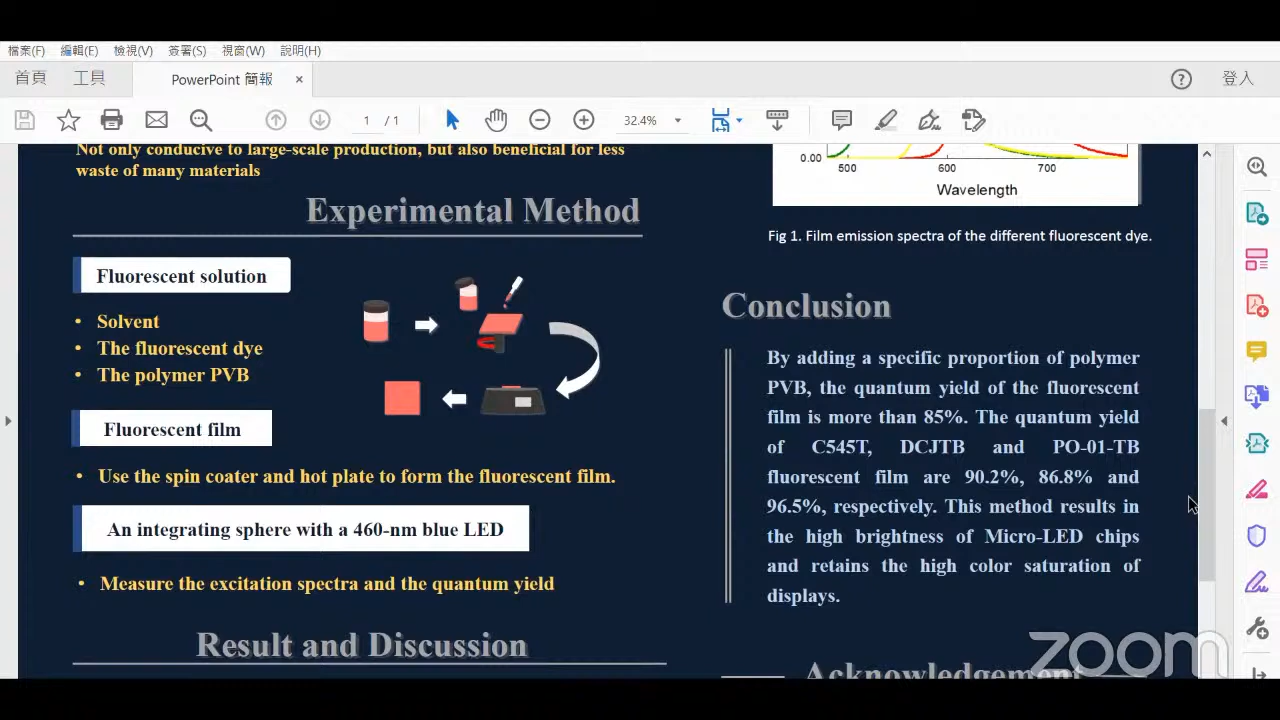 檔案(F) 編輯(E) 檢視(V) 簽署(S) 視窗(W) 說明(H)
首頁 工具 PowerPoint 簡報 × 登入
1 / 1 32.4%
Not only conducive to large-scale production, but also beneficial for less
waste of many materials
Experimental Method
Fluorescent solution
• Solvent
• The fluorescent dye
• The polymer PVB
Fluorescent film
• Use the spin coater and hot plate to form the fluorescent film.
An integrating sphere with a 460-nm blue LED
• Measure the excitation spectra and the quantum yield
Result and Discussion
0.00
500 600 700
Wavelength
Fig 1. Film emission spectra of the different fluorescent dye.
Conclusion
By adding a specific proportion of polymer
PVB, the quantum yield of the fluorescent
film is more than 85%. The quantum yield
of C545T, DCJTB and PO-01-TB
fluorescent film are 90.2%, 86.8% and
96.5%, respectively. This method results in
the high brightness of Micro-LED chips
and retains the high color saturation of
displays.
Acknowledgement
zoom